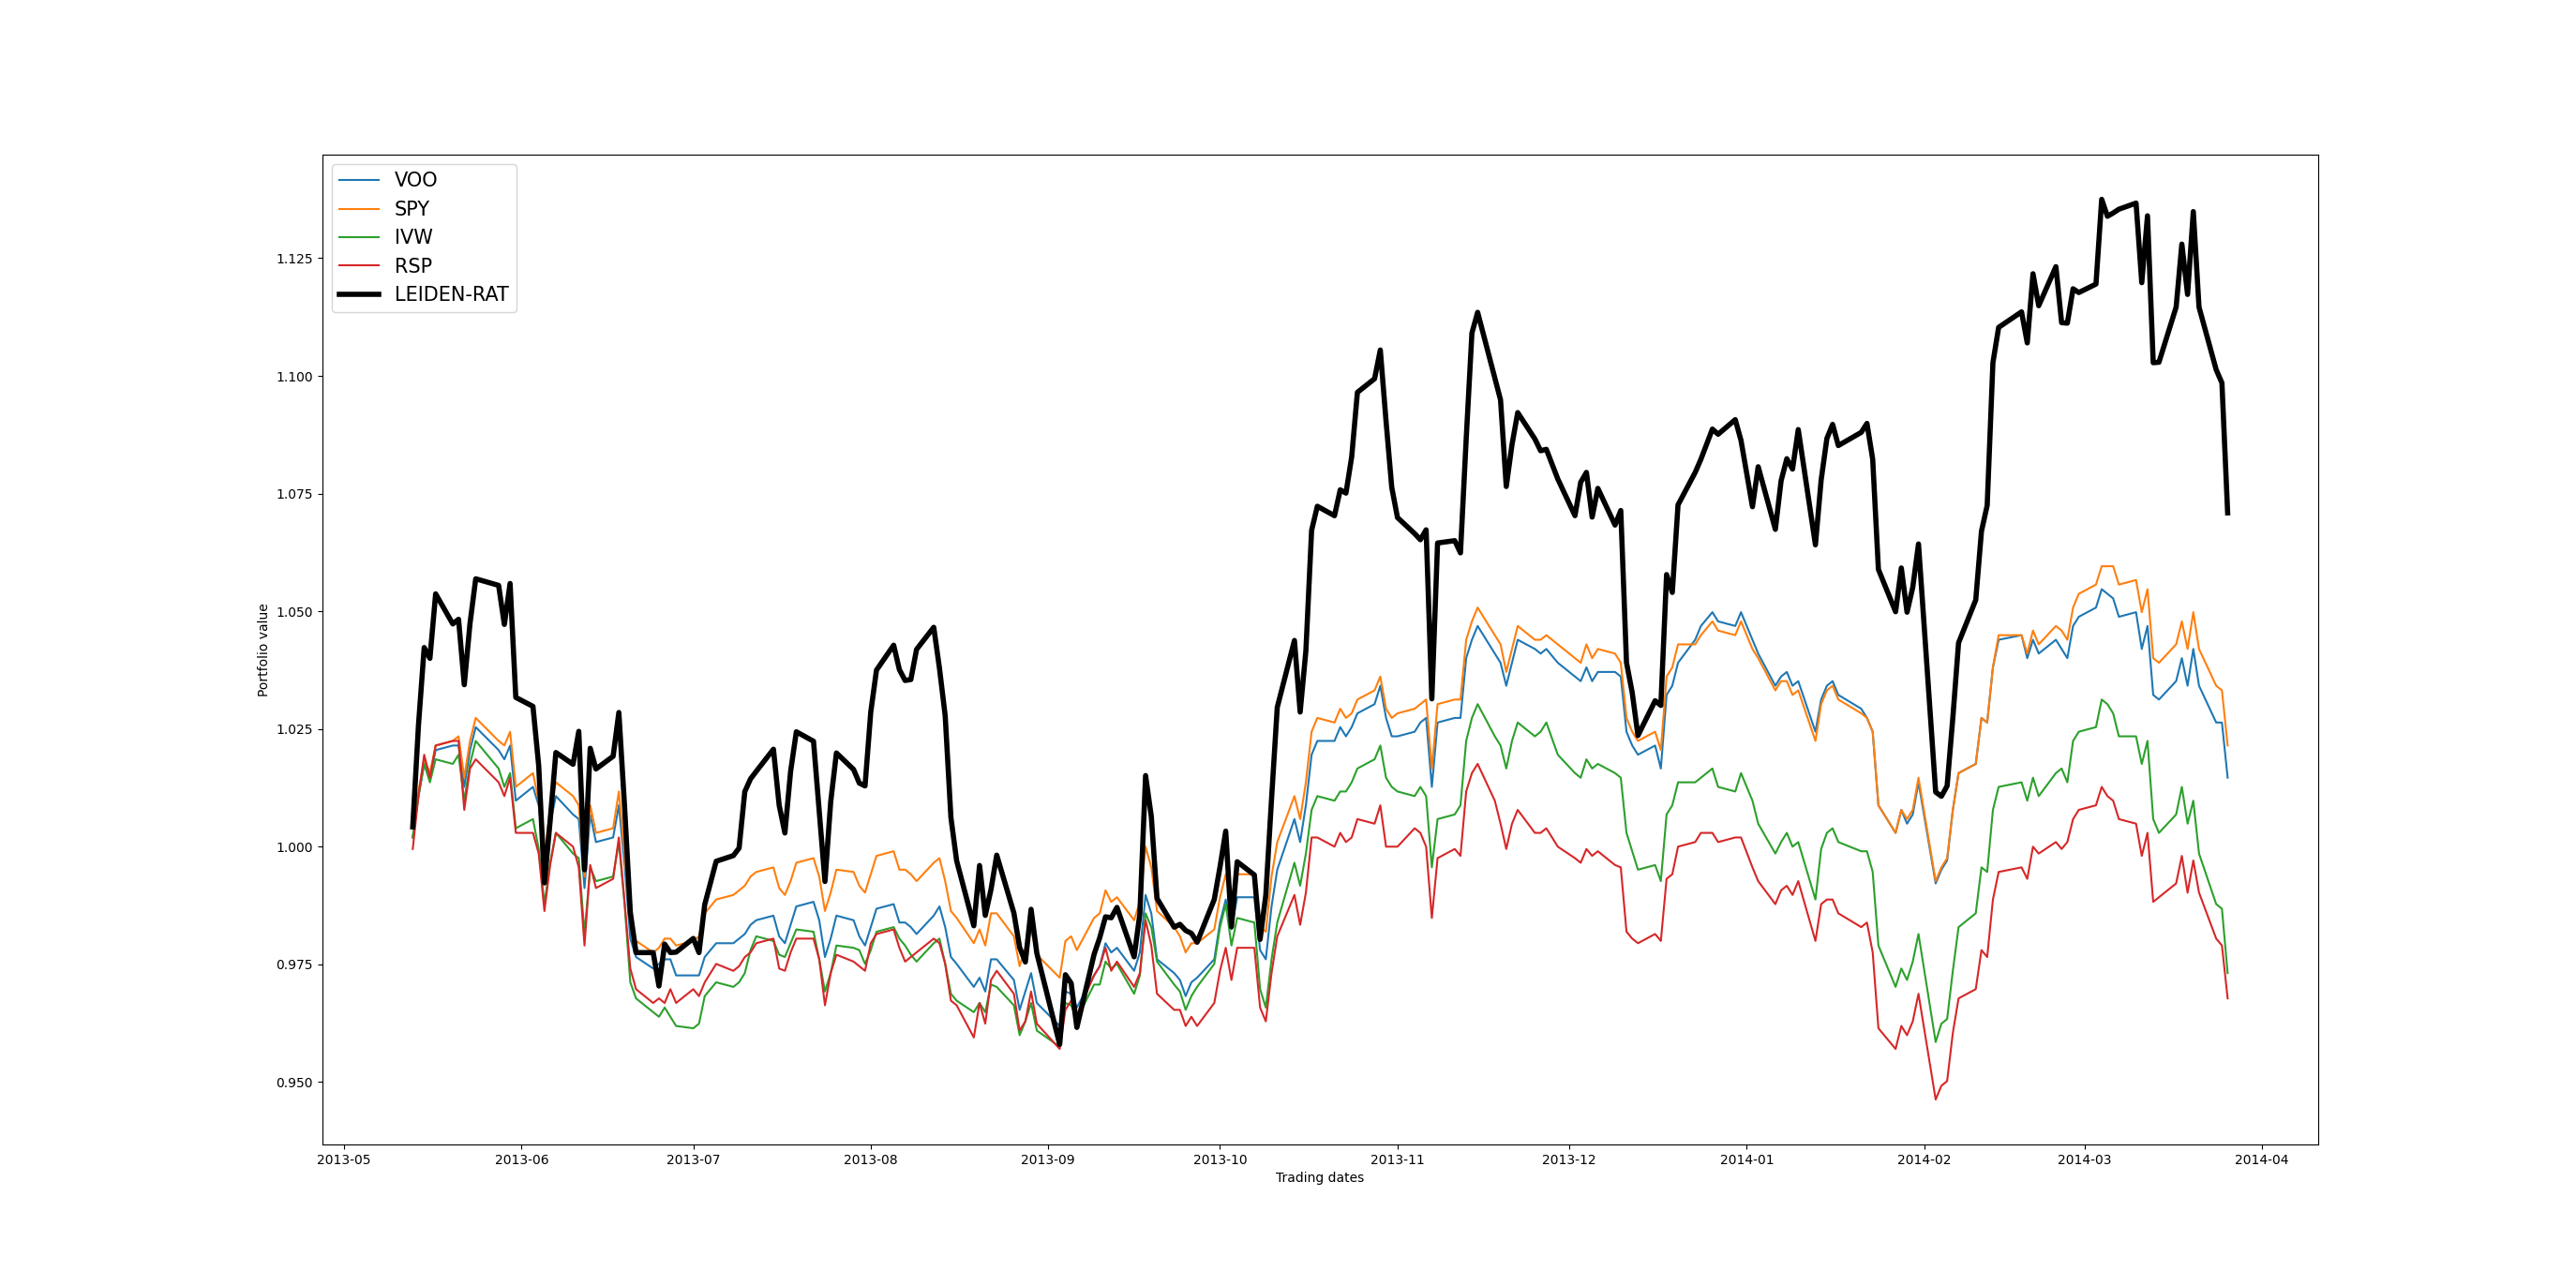 VOO
SPY
IVW
RSP
LEIDEN-RAT
1.125
1.100
1.075
1.050
1.025
1.000
0.975
0.950
Portfolio value
2013-05 2013-06 2013-07 2013-08 2013-09 2013-10 2013-11 2013-12 2014-01 2014-02 2014-03 2014-04
Trading dates